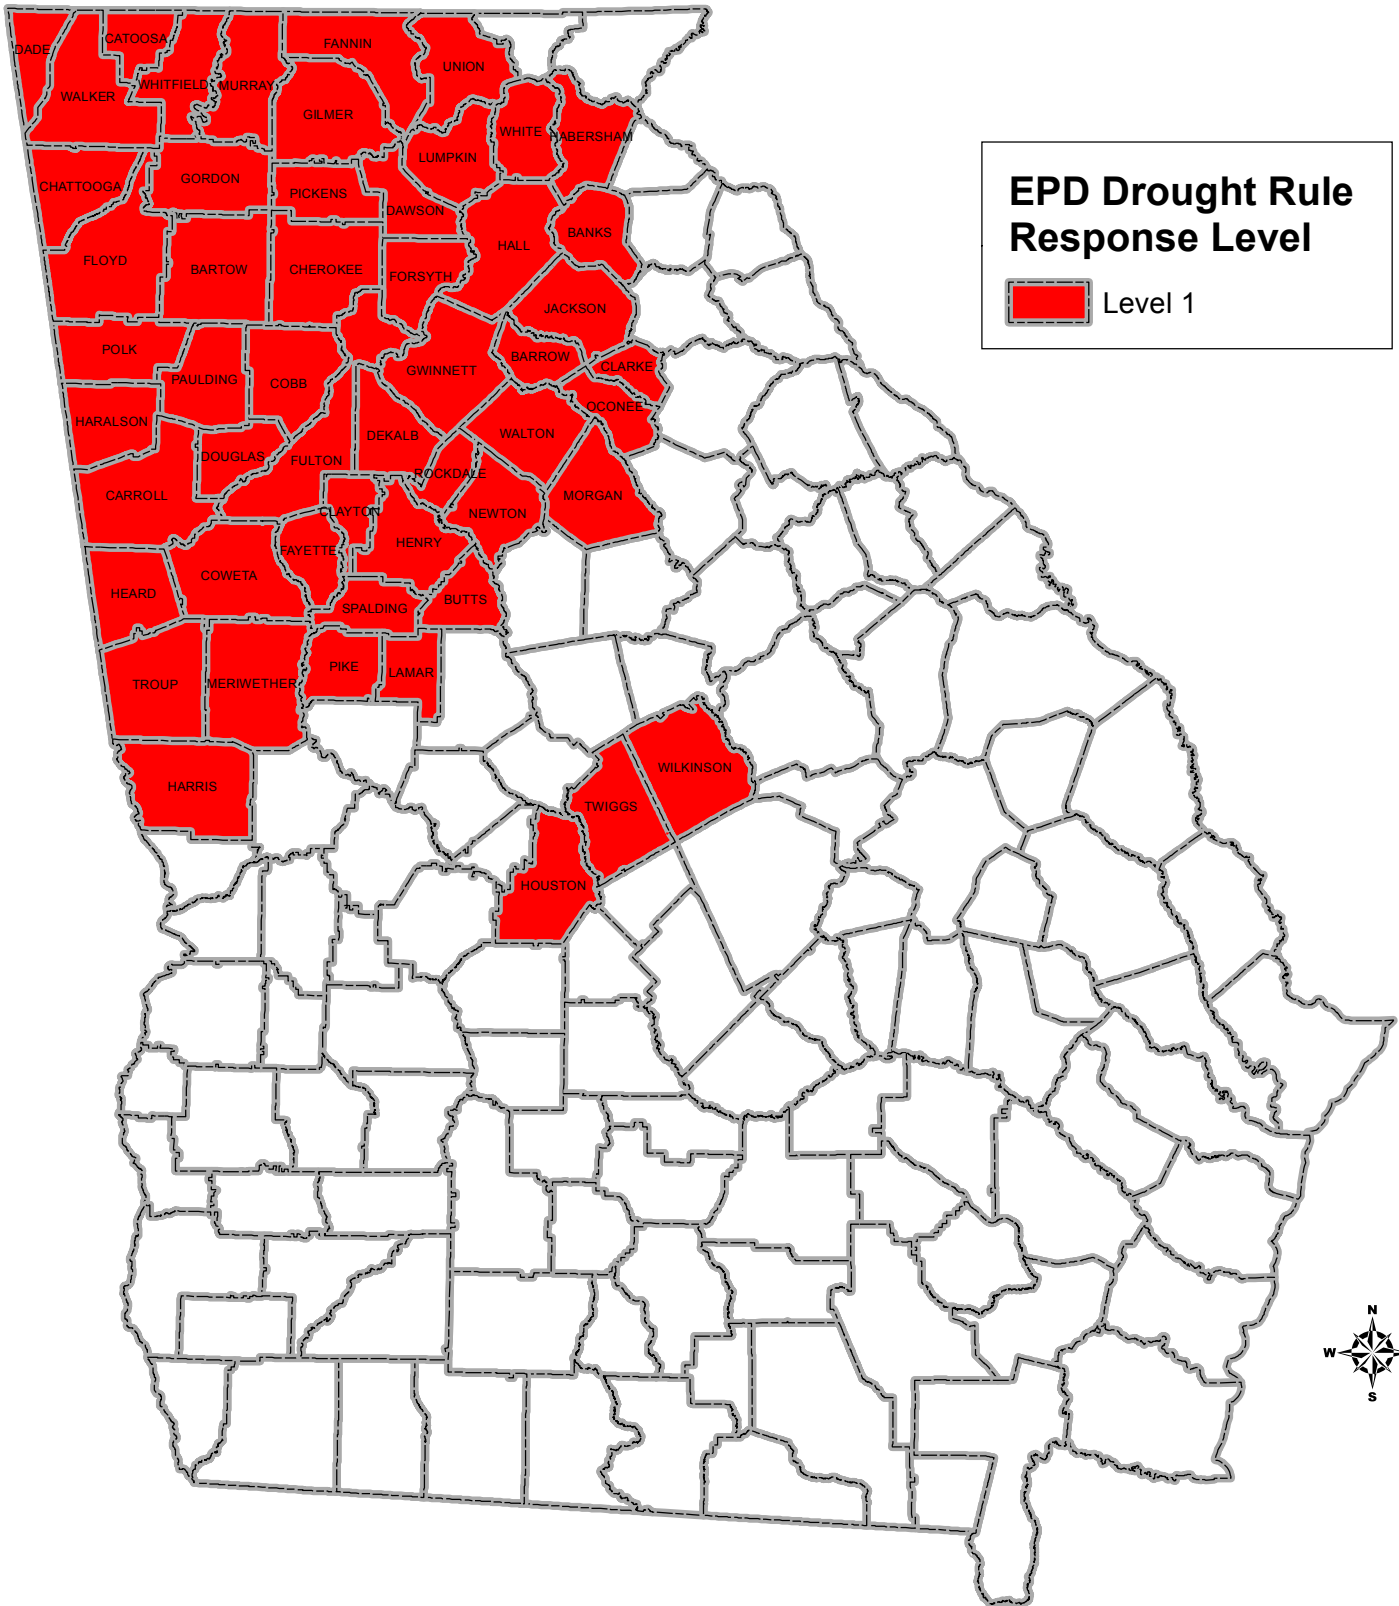 DADE
CATOOSA
FANNIN
UNION
WALKER
WHITFIELD
MURRAY
GILMER
WHITE
HABERSHAM
LUMPKIN
CHATTOOGA
GORDON
PICKENS
DAWSON
BANKS
HALL
FLOYD
BARTOW
CHEROKEE
FORSYTH
JACKSON
POLK
PAULDING
COBB
GWINNETT
BARROW
CLARKE
OCONEE
HARALSON
DOUGLAS
FULTON
DEKALB
WALTON
ROCKDALE
CARROLL
MORGAN
CLAYTON
NEWTON
FAYETTE
HENRY
COWETA
HEARD
SPALDING
BUTTS
TROUP
MERIWETHER
PIKE
LAMAR
HARRIS
WILKINSON
TWIGGS
HOUSTON
EPD Drought Rule
Response Level
Level 1
N
W
S